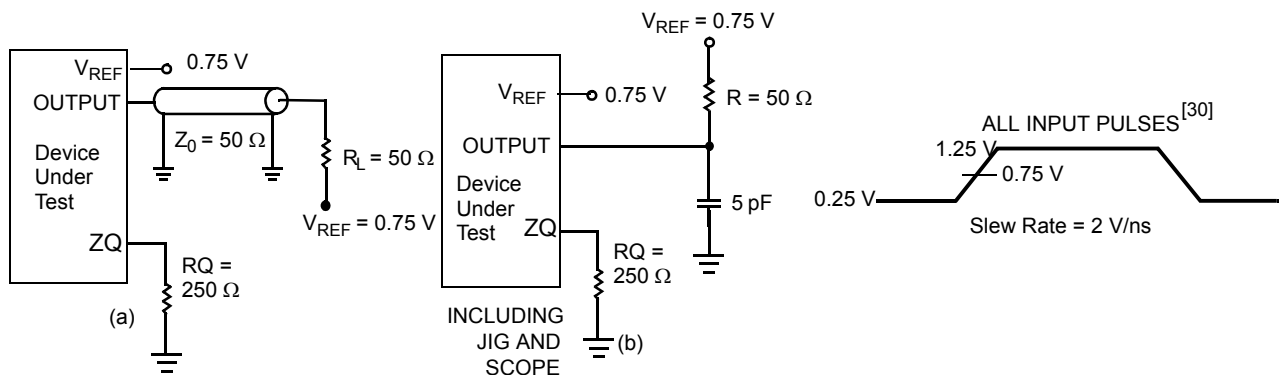 V_REF
0.75 V
OUTPUT
Z_0 = 50 Ω
Device
Under
Test
R_L = 50 Ω
V_REF = 0.75 V
ZQ
RQ =
250 Ω
(a)
V_REF = 0.75 V
R = 50 Ω
V_REF
0.75 V
OUTPUT
Device
Under
Test
5 pF
ZQ
RQ =
250 Ω
INCLUDING
JIG AND
SCOPE
(b)
ALL INPUT PULSES[30]
1.25 V
0.75 V
0.25 V
Slew Rate = 2 V/ns